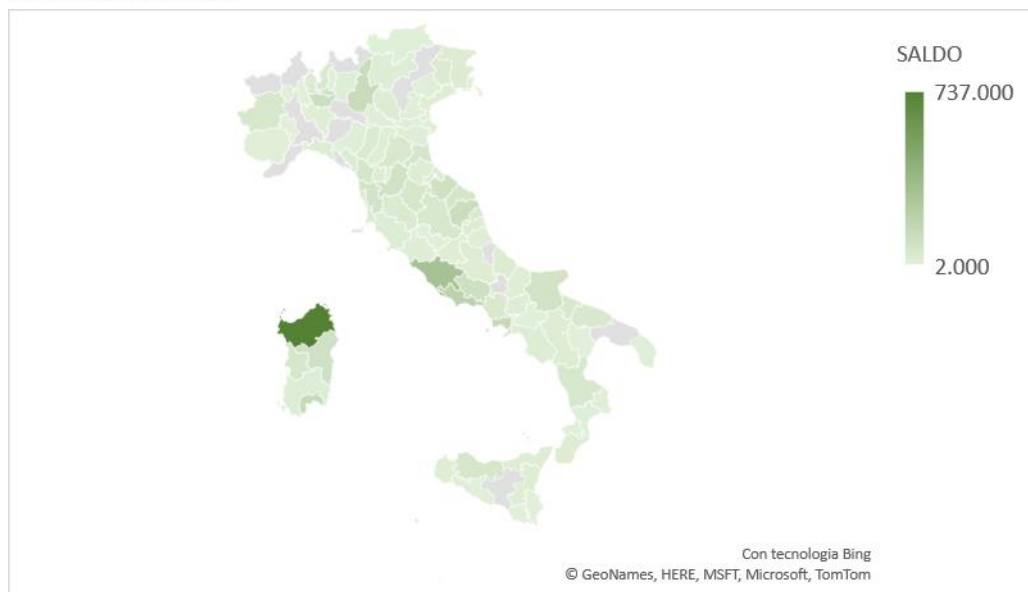 SALDO
737.000
2.000
Con tecnologia Bing
© GeoNames, HERE, MSFT, Microsoft, TomTom